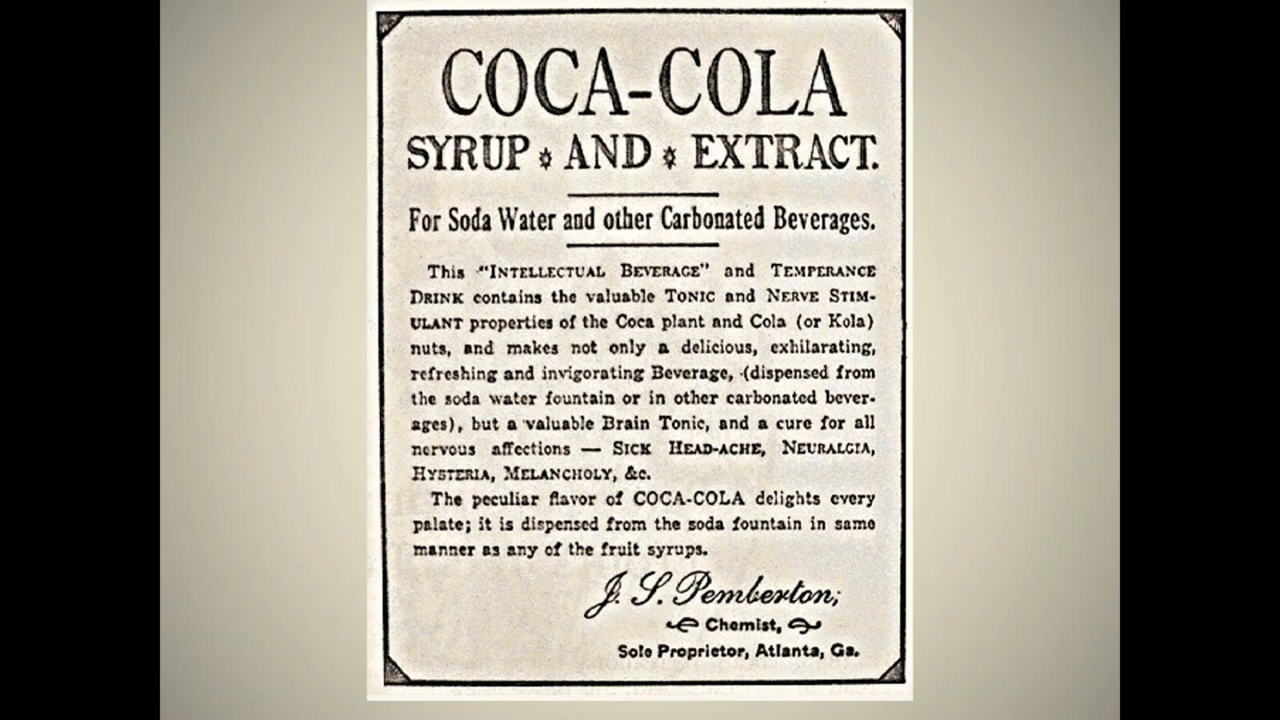 COCA-COLA
SYRUP * AND * EXTRACT.
For Soda Water and other Carbonated Beverages.
This "INTELLECTUAL BEVERAGE" and TEMPERANCE
DRINK contains the valuable TONIC and NERVE STIM-
ULANT properties of the Coca plant and Cola (or Kola)
nuts, and makes not only a delicious, exhilarating,
refreshing and invigorating Beverage, (dispensed from
the soda water fountain or in other carbonated bever-
ages), but a valuable Brain Tonic, and a cure for all
nervous affections — SICK HEAD-ACHE, NEURALGIA,
HYSTERIA, MELANCHOLY, &c.
The peculiar flavor of COCA-COLA delights every
palate; it is dispensed from the soda fountain in same
manner as any of the fruit syrups.
J. S. Pemberton;
Chemist,
Sole Proprietor, Atlanta, Ga.